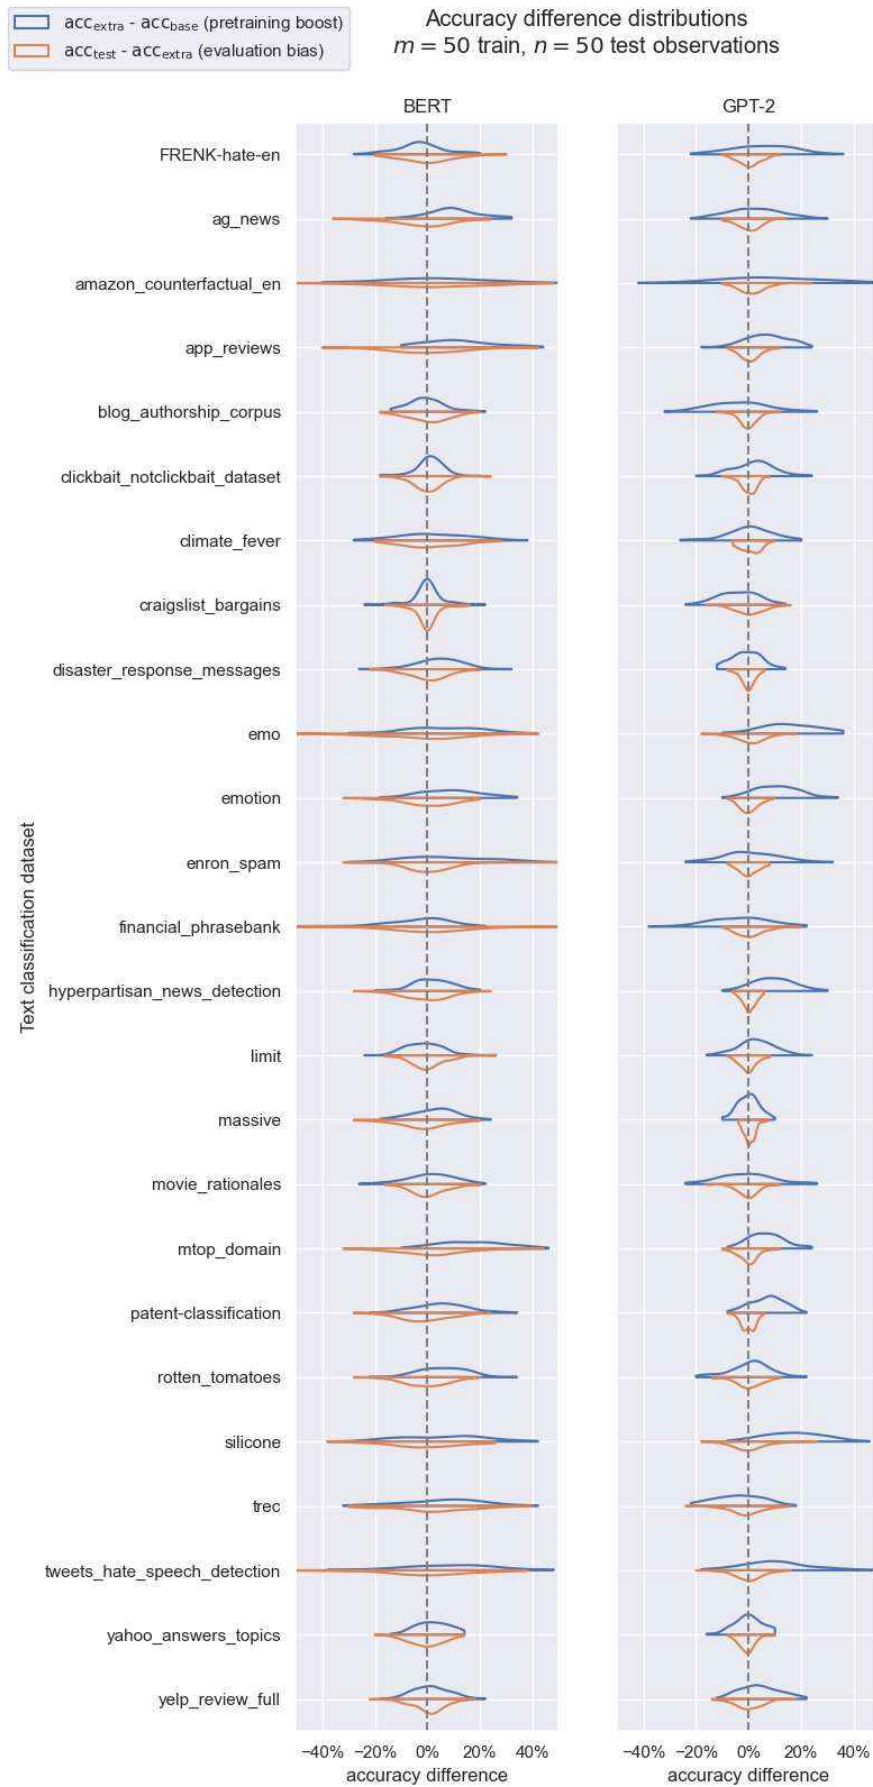 acc_extra - acc_base (pretraining boost)
acc_test - acc_extra (evaluation bias)
Accuracy difference distributions
m = 50 train, n = 50 test observations
BERT
GPT-2
Text classification dataset
FRENK-hate-en
ag_news
amazon_counterfactual_en
app_reviews
blog_authorship_corpus
clickbait_notclickbait_dataset
climate_fever
craigslist_bargains
disaster_response_messages
emo
emotion
enron_spam
financial_phrasebank
hyperpartisan_news_detection
limit
massive
movie_rationales
mtop_domain
patent-classification
rotten_tomatoes
silicone
trec
tweets_hate_speech_detection
yahoo_answers_topics
yelp_review_full
−40% −20% 0% 20% 40%
accuracy difference
−40% −20% 0% 20% 40%
accuracy difference